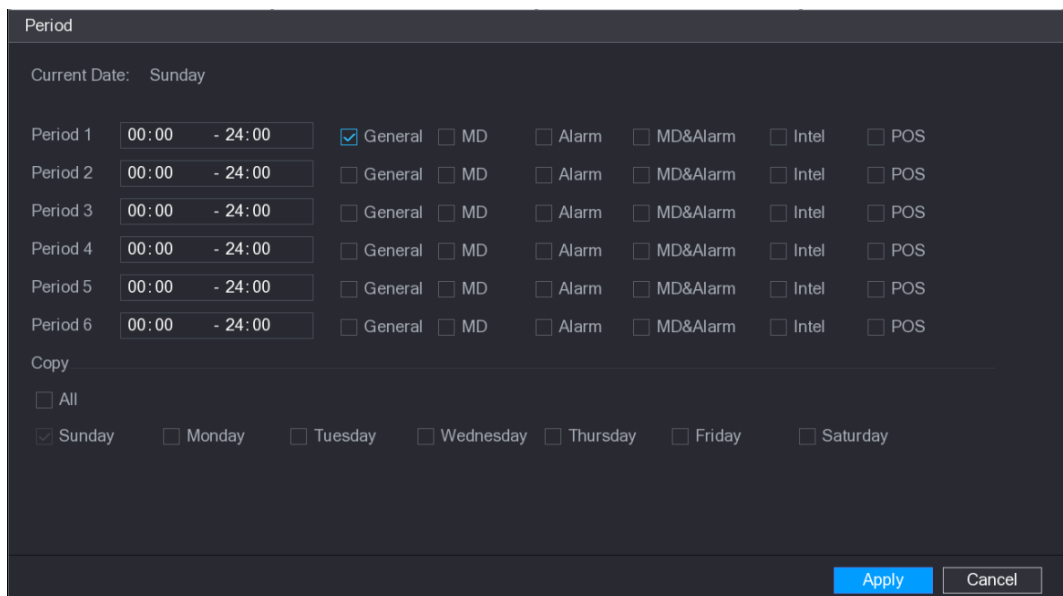 Period
Current Date: Sunday
Period 1 00:00 - 24:00 General MD Alarm MD&Alarm Intel POS
Period 2 00:00 - 24:00 General MD Alarm MD&Alarm Intel POS
Period 3 00:00 - 24:00 General MD Alarm MD&Alarm Intel POS
Period 4 00:00 - 24:00 General MD Alarm MD&Alarm Intel POS
Period 5 00:00 - 24:00 General MD Alarm MD&Alarm Intel POS
Period 6 00:00 - 24:00 General MD Alarm MD&Alarm Intel POS
Copy
All
Sunday Monday Tuesday Wednesday Thursday Friday Saturday
Apply Cancel